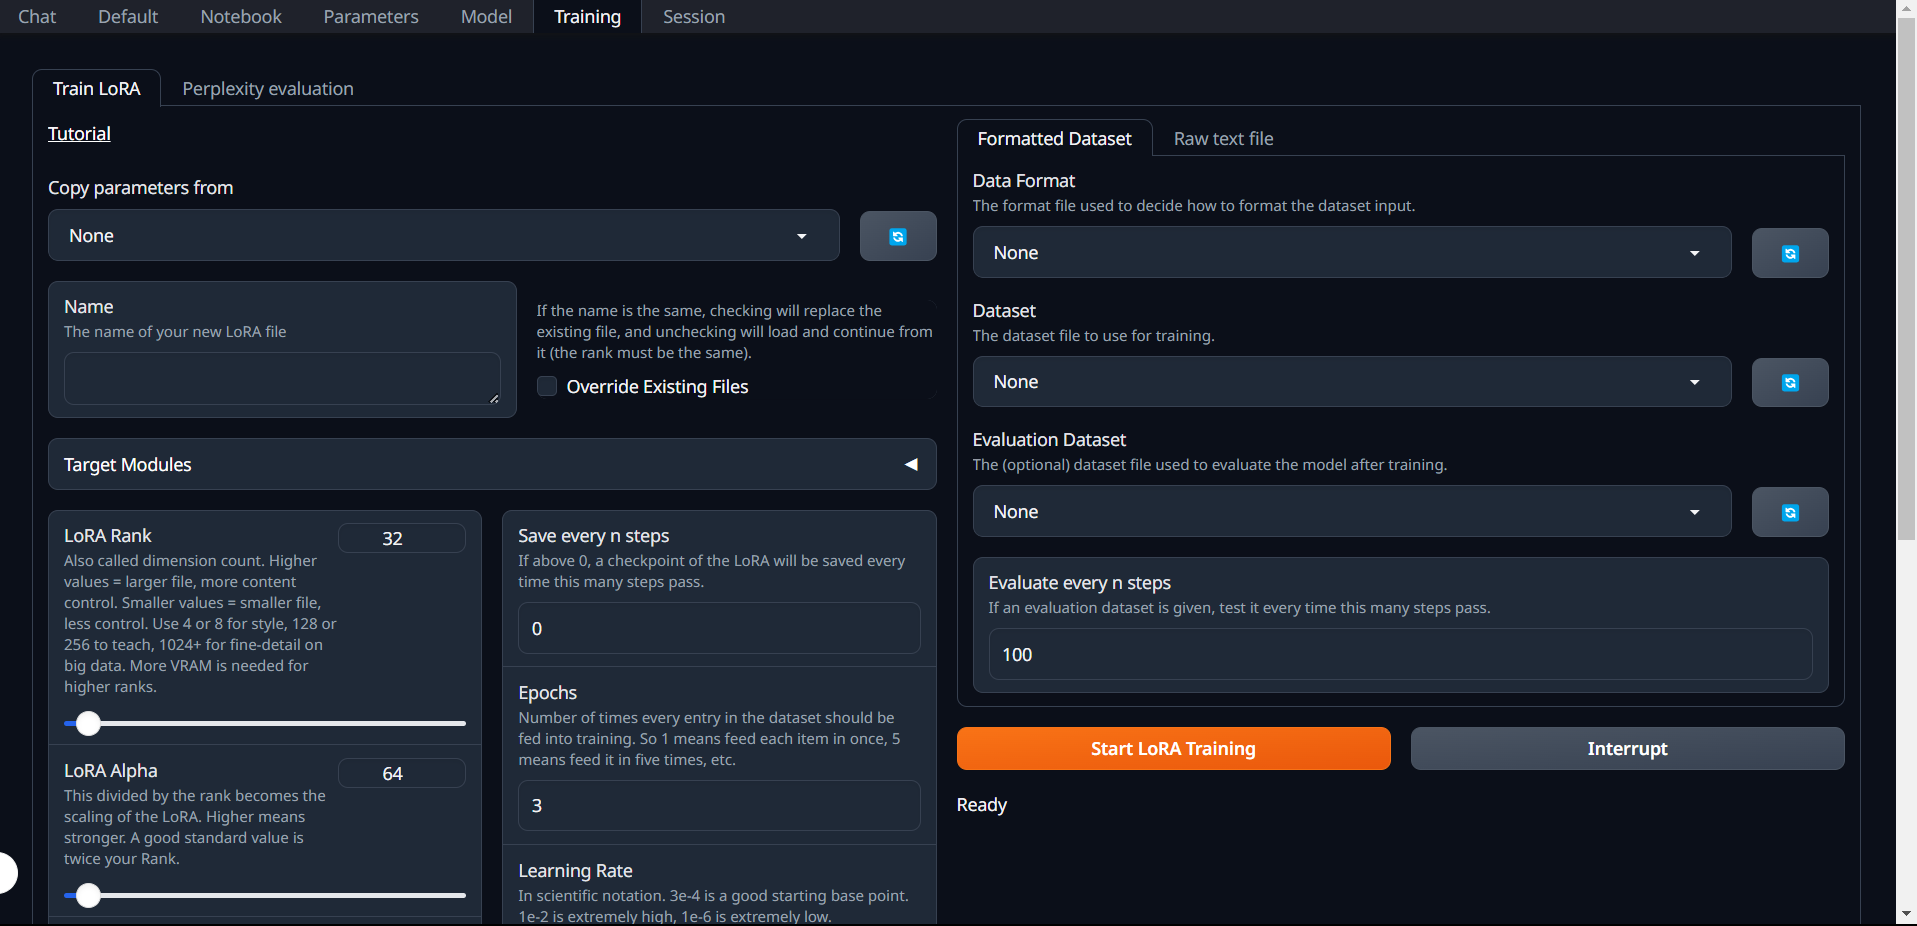 Chat
Default
Notebook
Parameters
Model
Training
Session
Train LoRA
Perplexity evaluation
Tutorial
Copy parameters from
None
Name
The name of your new LoRA file
If the name is the same, checking will replace the
existing file, and unchecking will load and continue from
it (the rank must be the same).
Override Existing Files
Target Modules
LoRA Rank
32
Also called dimension count. Higher
values = larger file, more content
control. Smaller values = smaller file,
less control. Use 4 or 8 for style, 128 or
256 to teach, 1024+ for fine-detail on
big data. More VRAM is needed for
higher ranks.
LoRA Alpha
64
This divided by the rank becomes the
scaling of the LoRA. Higher means
stronger. A good standard value is
twice your Rank.
Save every n steps
If above 0, a checkpoint of the LoRA will be saved every
time this many steps pass.
0
Epochs
Number of times every entry in the dataset should be
fed into training. So 1 means feed each item in once, 5
means feed it in five times, etc.
3
Learning Rate
In scientific notation. 3e-4 is a good starting base point.
1e-2 is extremely high, 1e-6 is extremely low.
Formatted Dataset
Raw text file
Data Format
The format file used to decide how to format the dataset input.
None
Dataset
The dataset file to use for training.
None
Evaluation Dataset
The (optional) dataset file used to evaluate the model after training.
None
Evaluate every n steps
If an evaluation dataset is given, test it every time this many steps pass.
100
Start LoRA Training
Interrupt
Ready